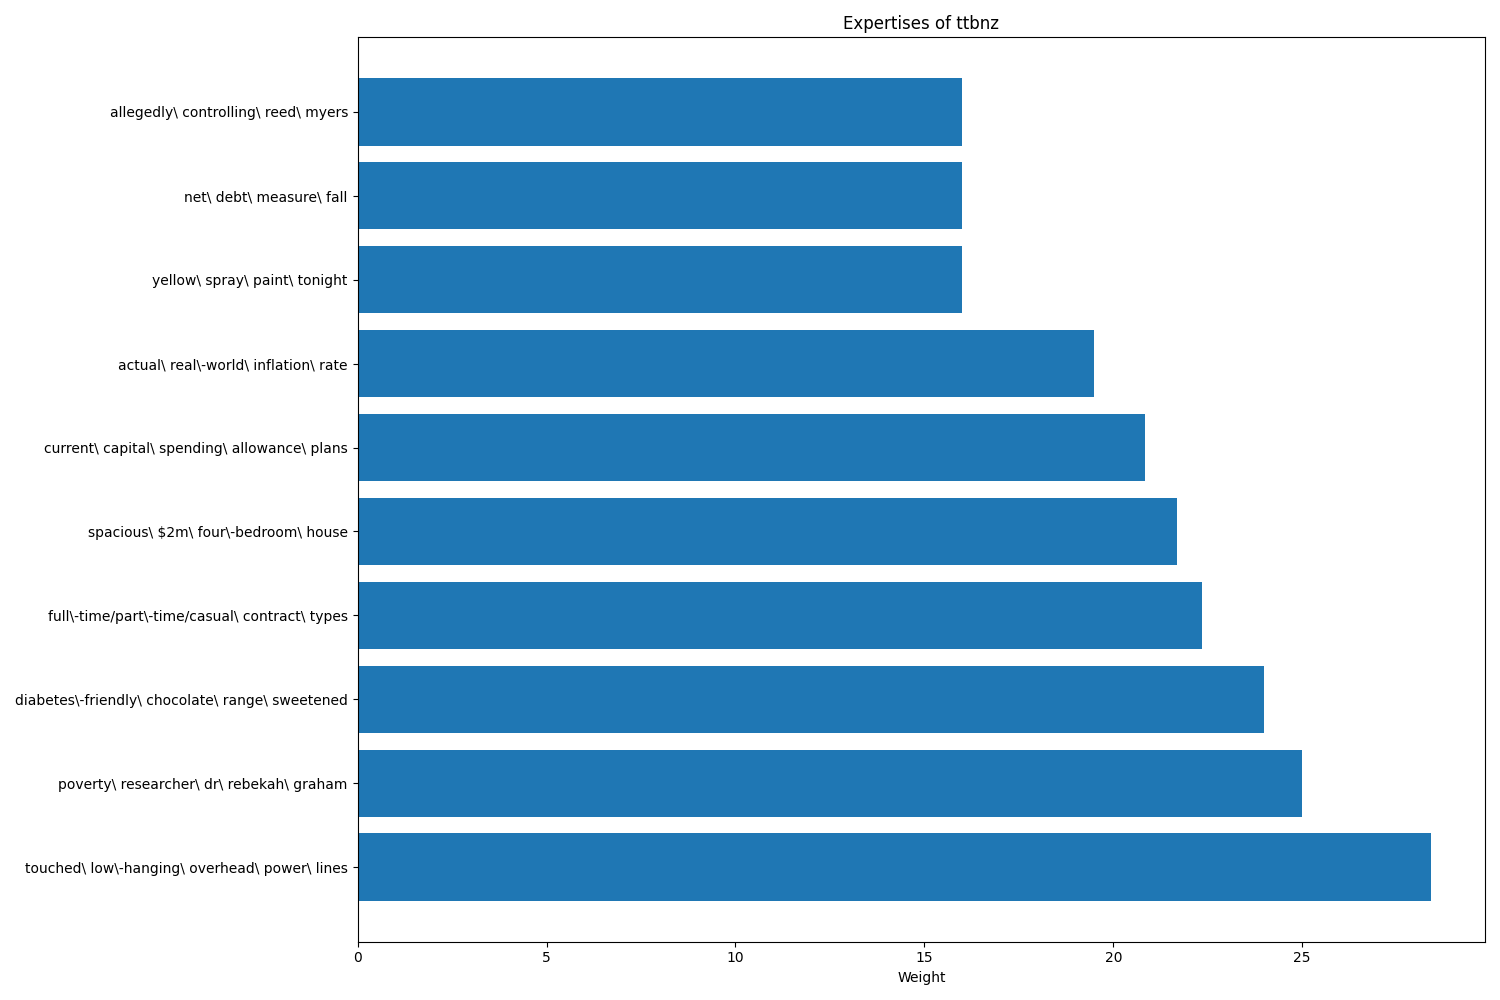 Expertises of ttbnz
allegedly\ controlling\ reed\ myers
net\ debt\ measure\ fall
yellow\ spray\ paint\ tonight
actual\ real\-world\ inflation\ rate
current\ capital\ spending\ allowance\ plans
spacious\ $2m\ four\-bedroom\ house
full\-time/part\-time/casual\ contract\ types
diabetes\-friendly\ chocolate\ range\ sweetened
poverty\ researcher\ dr\ rebekah\ graham
touched\ low\-hanging\ overhead\ power\ lines
0 5 10 15 20 25
Weight